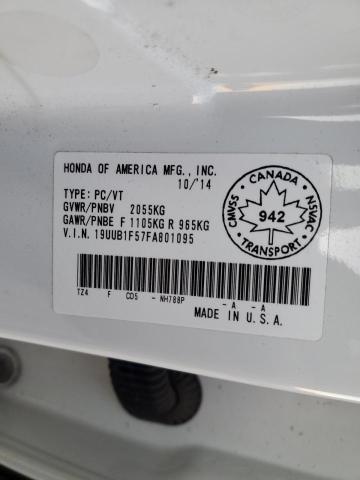 HONDA OF AMERICA MFG., INC.
10/'14
TYPE: PC/VT
GVWR/PNBV 2055KG
GAWR/PNBE F 1105KG R 965KG
V.I.N. 19UUB1F57FA801095
CANADA
CMVSS
942
NSVAC
TRANSPORT
TZ4 F CD5 - NH788P -A -A
MADE IN U.S.A.